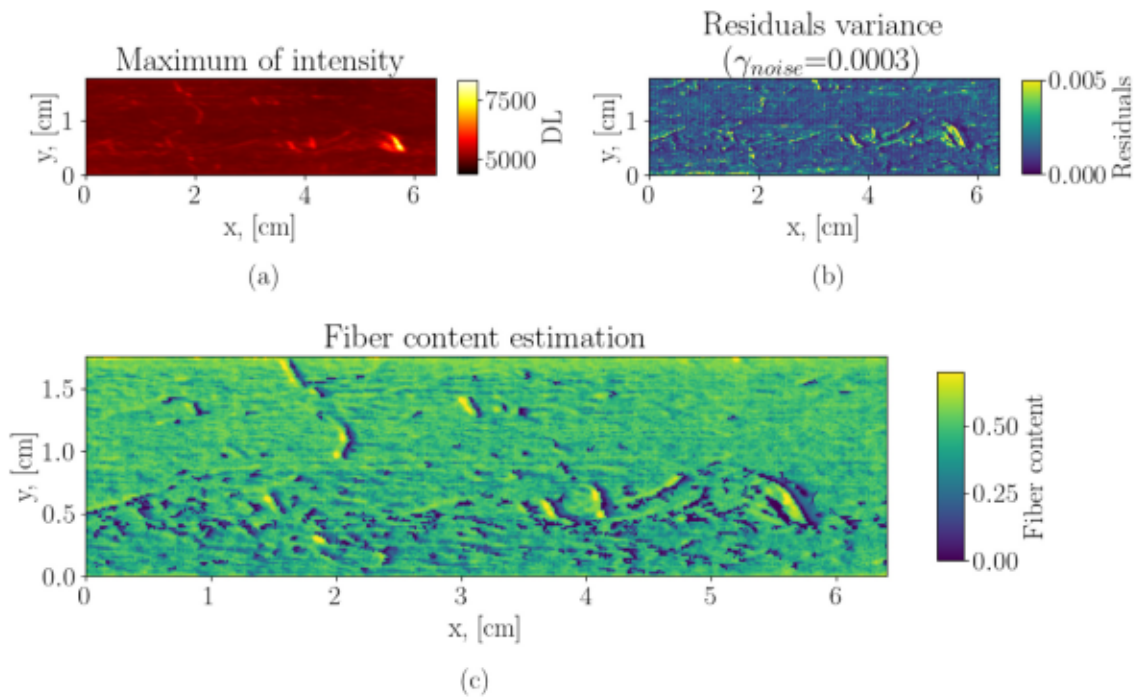 Maximum of intensity
y, [cm]
1
0
0
2
4
6
x, [cm]
7500
5000
DL
(a)
Residuals variance
(γnoise=0.0003)
y, [cm]
1
0
0
2
4
6
x, [cm]
0.005
0.000
Residuals
(b)
Fiber content estimation
y, [cm]
1.5
1.0
0.5
0.0
0
1
2
3
4
5
6
x, [cm]
0.50
0.25
0.00
Fiber content
(c)